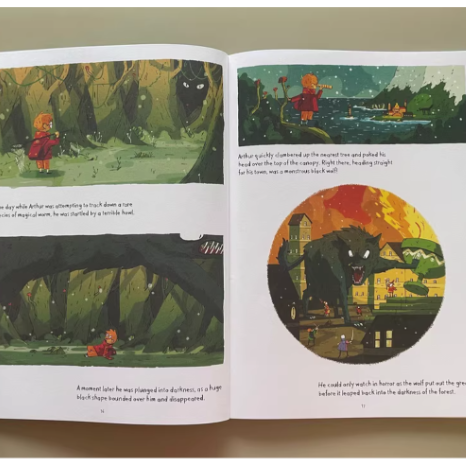 day while Arthur was attempting to track down a rare
of magical worm, he was startled by a terrible howl.
A moment later he was plunged into darkness, as a huge
black shape bounded over him and disappeared.
Arthur quickly clambered up the nearest tree and poked his
head over the top of the canopy. Right there, heading straight
for his town, was a monstrous black wolf!
He could only watch in horror as the wolf put out the
before it leaped back into the darkness of the forest.